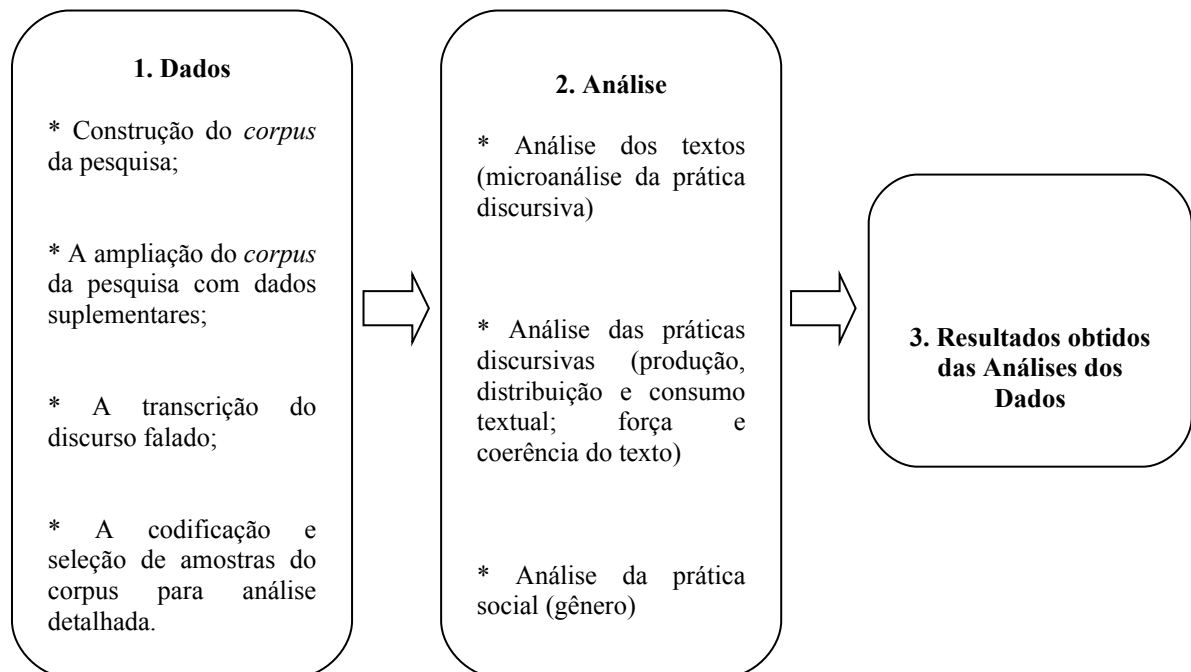 1. Dados
* Construção do corpus
da pesquisa;
* A ampliação do corpus
da pesquisa com dados
suplementares;
* A transcrição do
discurso falado;
* A codificação e
seleção de amostras do
corpus para análise
detalhada.
2. Análise
* Análise dos textos
(microanálise da prática
discursiva)
* Análise das práticas
discursivas (produção,
distribuição e consumo
textual; força e
coerência do texto)
* Análise da prática
social (gênero)
3. Resultados obtidos
das Análises dos
Dados